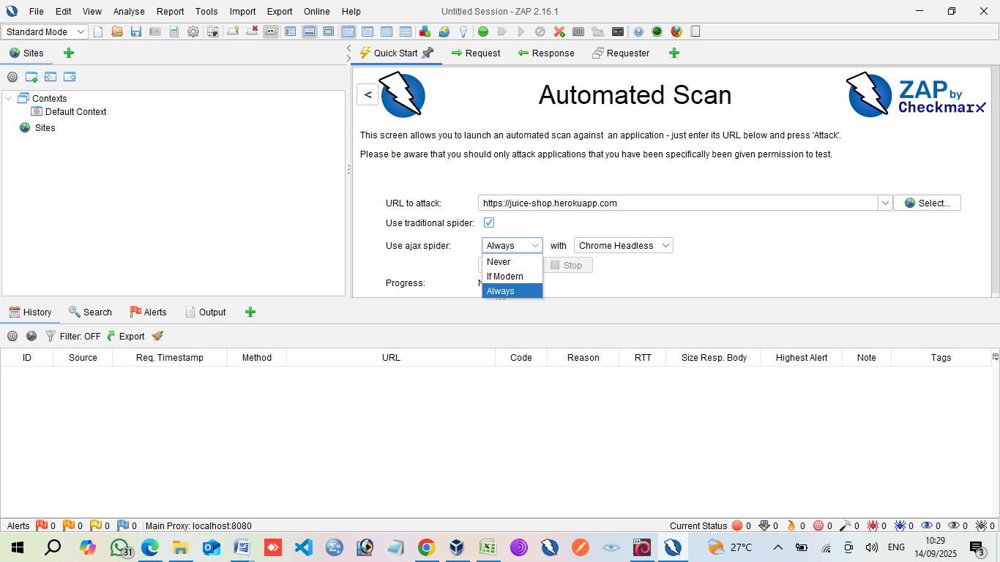 File Edit View Analyse Report Tools Import Export Online Help
Untitled Session - ZAP 2.16.1
Standard Mode
Sites
Quick Start Request Response Requester
Contexts
Default Context
Sites
<
Automated Scan
ZAP by
Checkmarx
This screen allows you to launch an automated scan against an application - just enter its URL below and press 'Attack'.
Please be aware that you should only attack applications that you have been specifically been given permission to test.
URL to attack: https://juice-shop.herokuapp.com Select...
Use traditional spider:
Use ajax spider: Always with Chrome Headless
Never
If Modern
Always
Stop
Progress:
History Search Alerts Output
Filter: OFF Export
ID Source Req. Timestamp Method URL Code Reason RTT Size Resp. Body Highest Alert Note Tags
Alerts 0 0 0 0 Main Proxy: localhost:8080
Current Status 0 0 0 0 0 0 0 0 0 0
31
27°C
ENG
10:29
14/09/2025
3